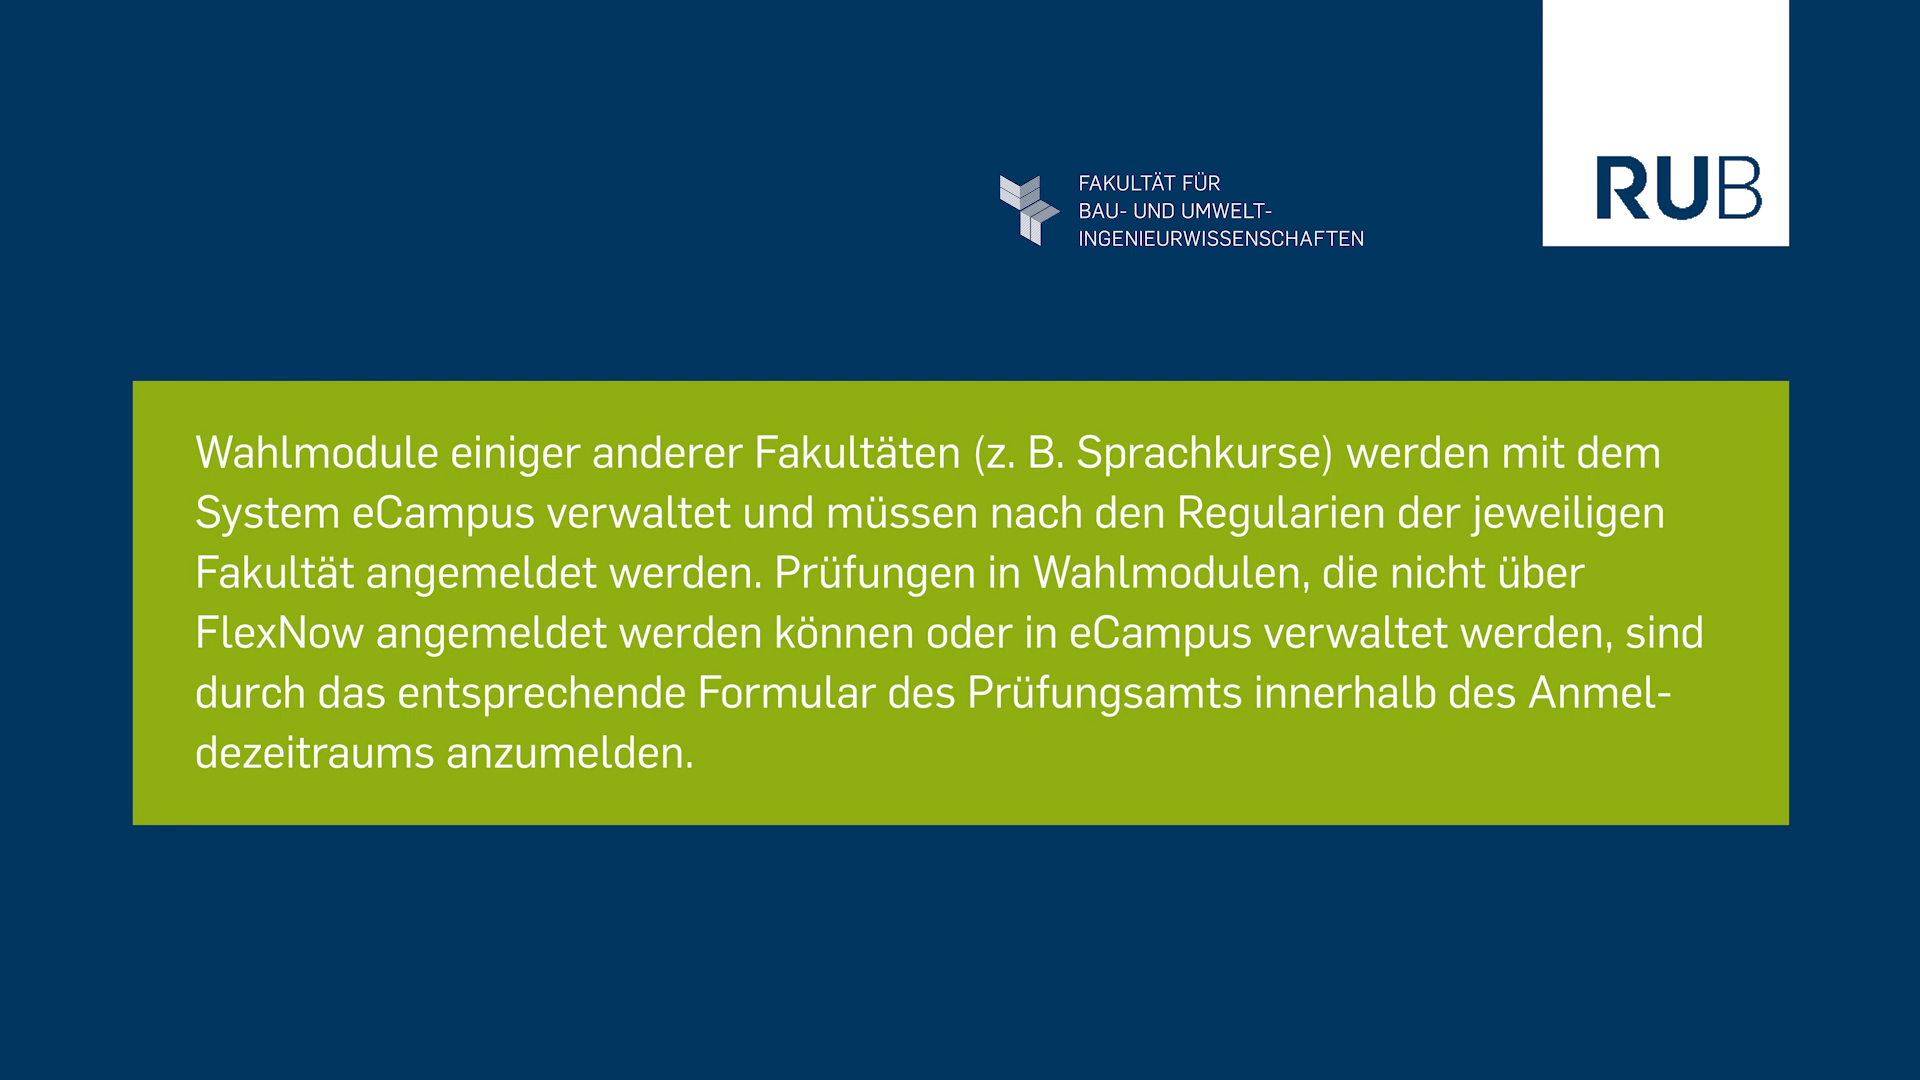 RUB
FAKULTÄT FÜR
BAU- UND UMWELT-
INGENIEURWISSENSCHAFTEN
Wahlmodule einiger anderer Fakultäten (z. B. Sprachkurse) werden mit dem
System eCampus verwaltet und müssen nach den Regularien der jeweiligen
Fakultät angemeldet werden. Prüfungen in Wahlmodulen, die nicht über
FlexNow angemeldet werden können oder in eCampus verwaltet werden, sind
durch das entsprechende Formular des Prüfungsamts innerhalb des Anmel-
dezeitraums anzumelden.